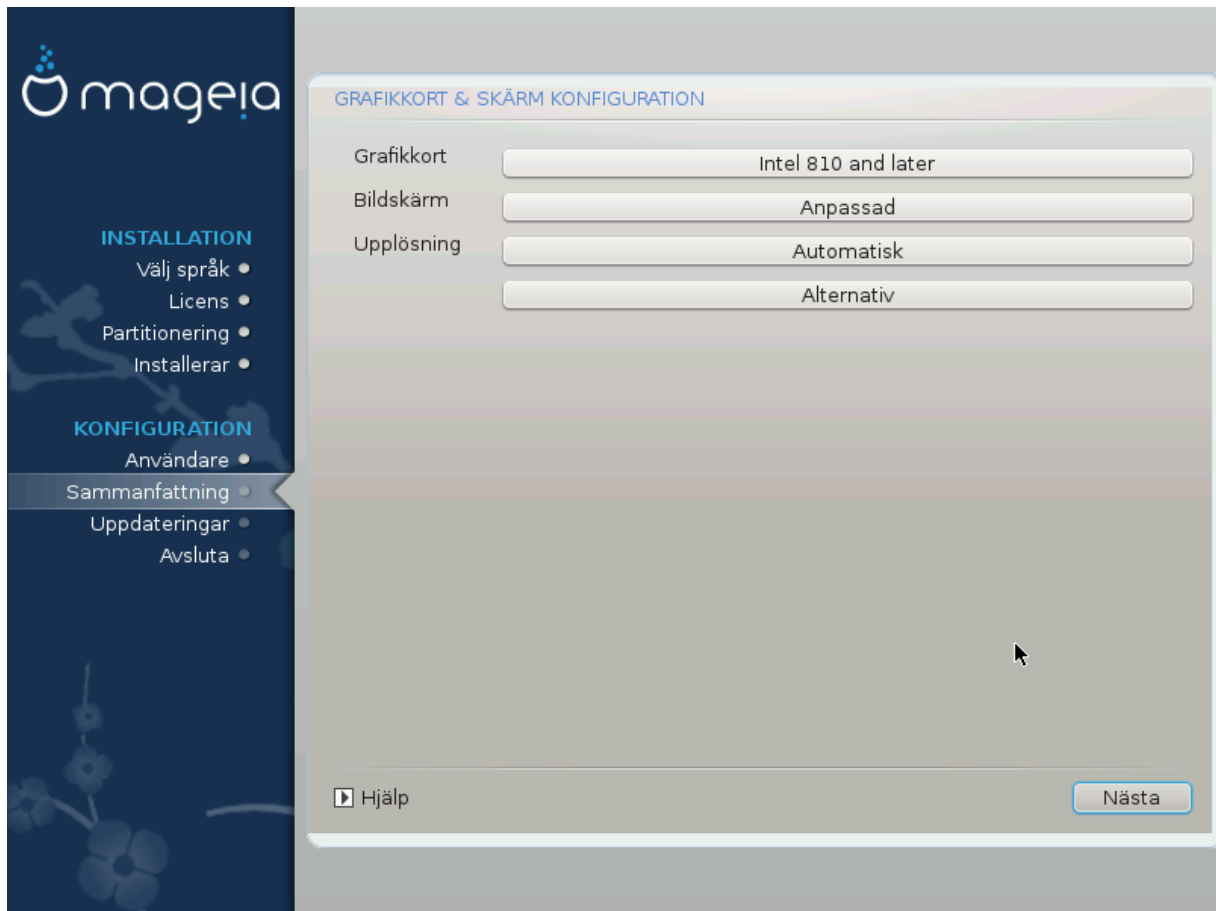 mageia
INSTALLATION
Välj språk
Licens
Partitionering
Installerar
KONFIGURATION
Användare
Sammanfattning
Uppdateringar
Avsluta
GRAFIKKORT & SKÄRM KONFIGURATION
Grafikkort
Intel 810 and later
Bildskärm
Anpassad
Upplösning
Automatisk
Alternativ
Hjälp
Nästa